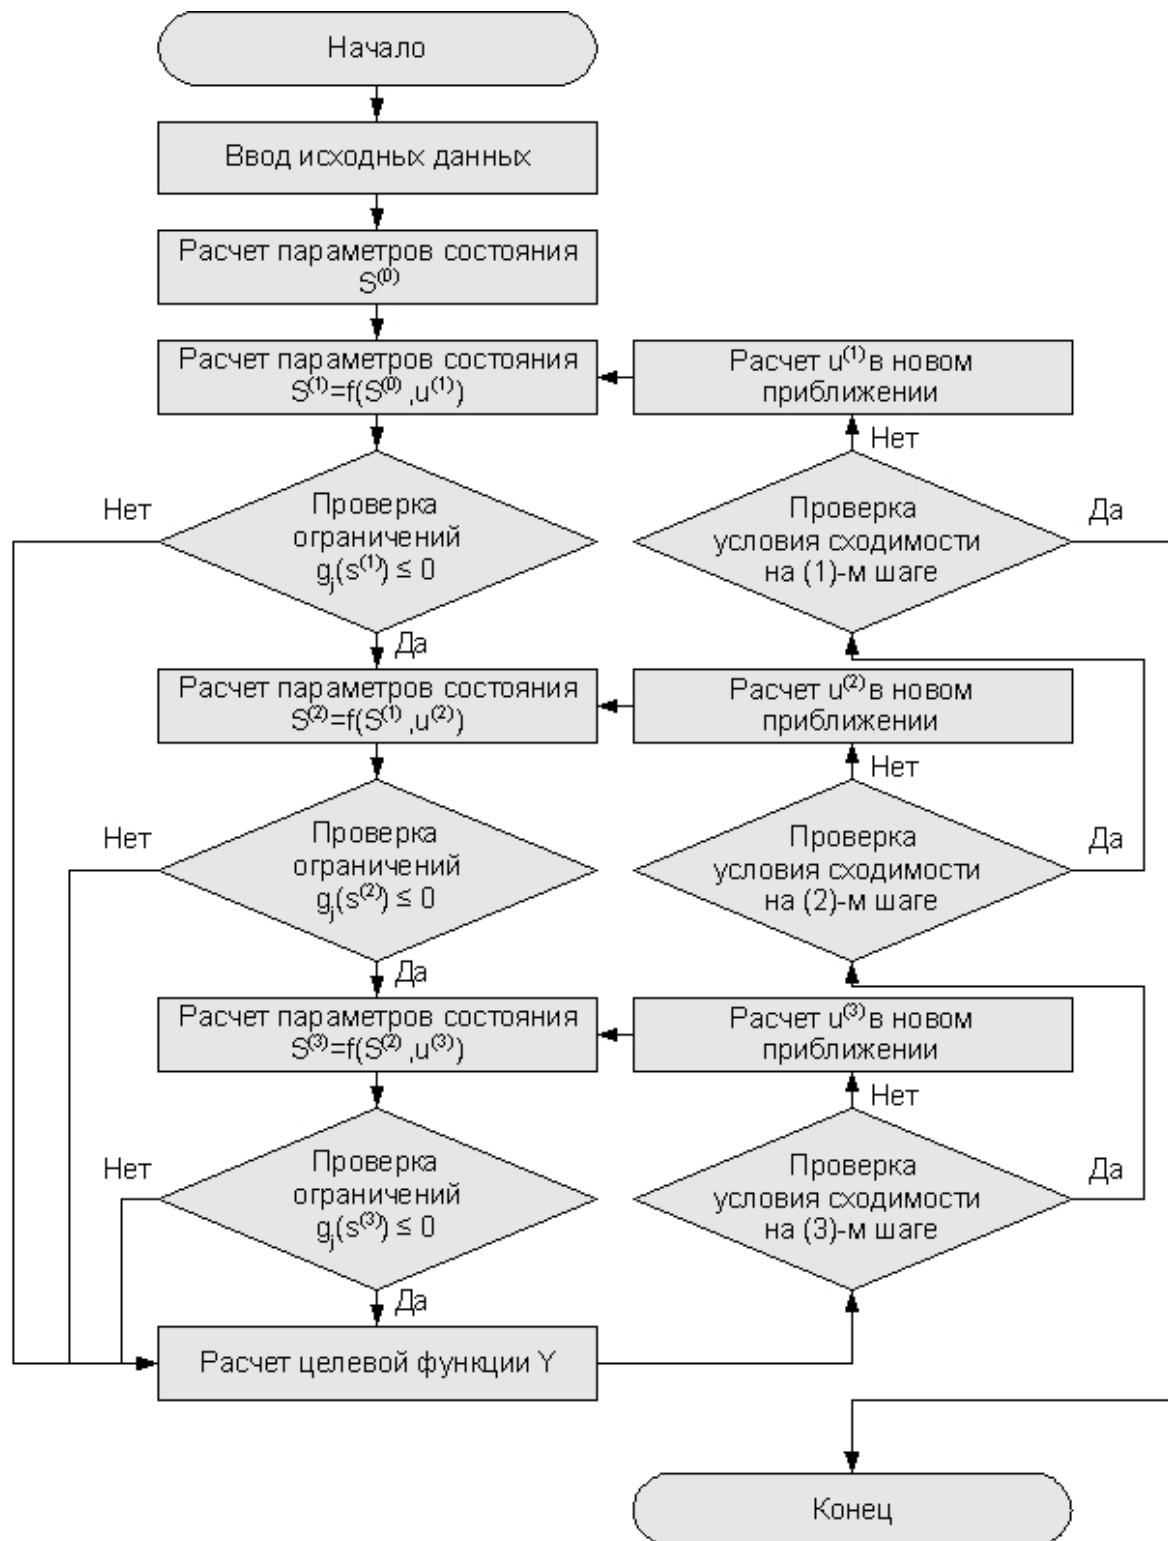 Начало
Ввод исходных данных
Расчет параметров состояния
S⁽⁰⁾
Расчет параметров состояния
S⁽¹⁾=f(S⁽⁰⁾ ,u⁽¹⁾)
Расчет u⁽¹⁾ в новом
приближении
Нет
Нет
Проверка
ограничений
gⱼ(s⁽¹⁾) ≤ 0
Проверка
условия сходимости
на (1)-м шаге
Да
Да
Расчет параметров состояния
S⁽²⁾=f(S⁽¹⁾ ,u⁽²⁾)
Расчет u⁽²⁾ в новом
приближении
Нет
Нет
Проверка
ограничений
gⱼ(s⁽²⁾) ≤ 0
Проверка
условия сходимости
на (2)-м шаге
Да
Да
Расчет параметров состояния
S⁽³⁾=f(S⁽²⁾ ,u⁽³⁾)
Расчет u⁽³⁾ в новом
приближении
Нет
Нет
Проверка
ограничений
gⱼ(s⁽³⁾) ≤ 0
Проверка
условия сходимости
на (3)-м шаге
Да
Да
Расчет целевой функции Y
Конец